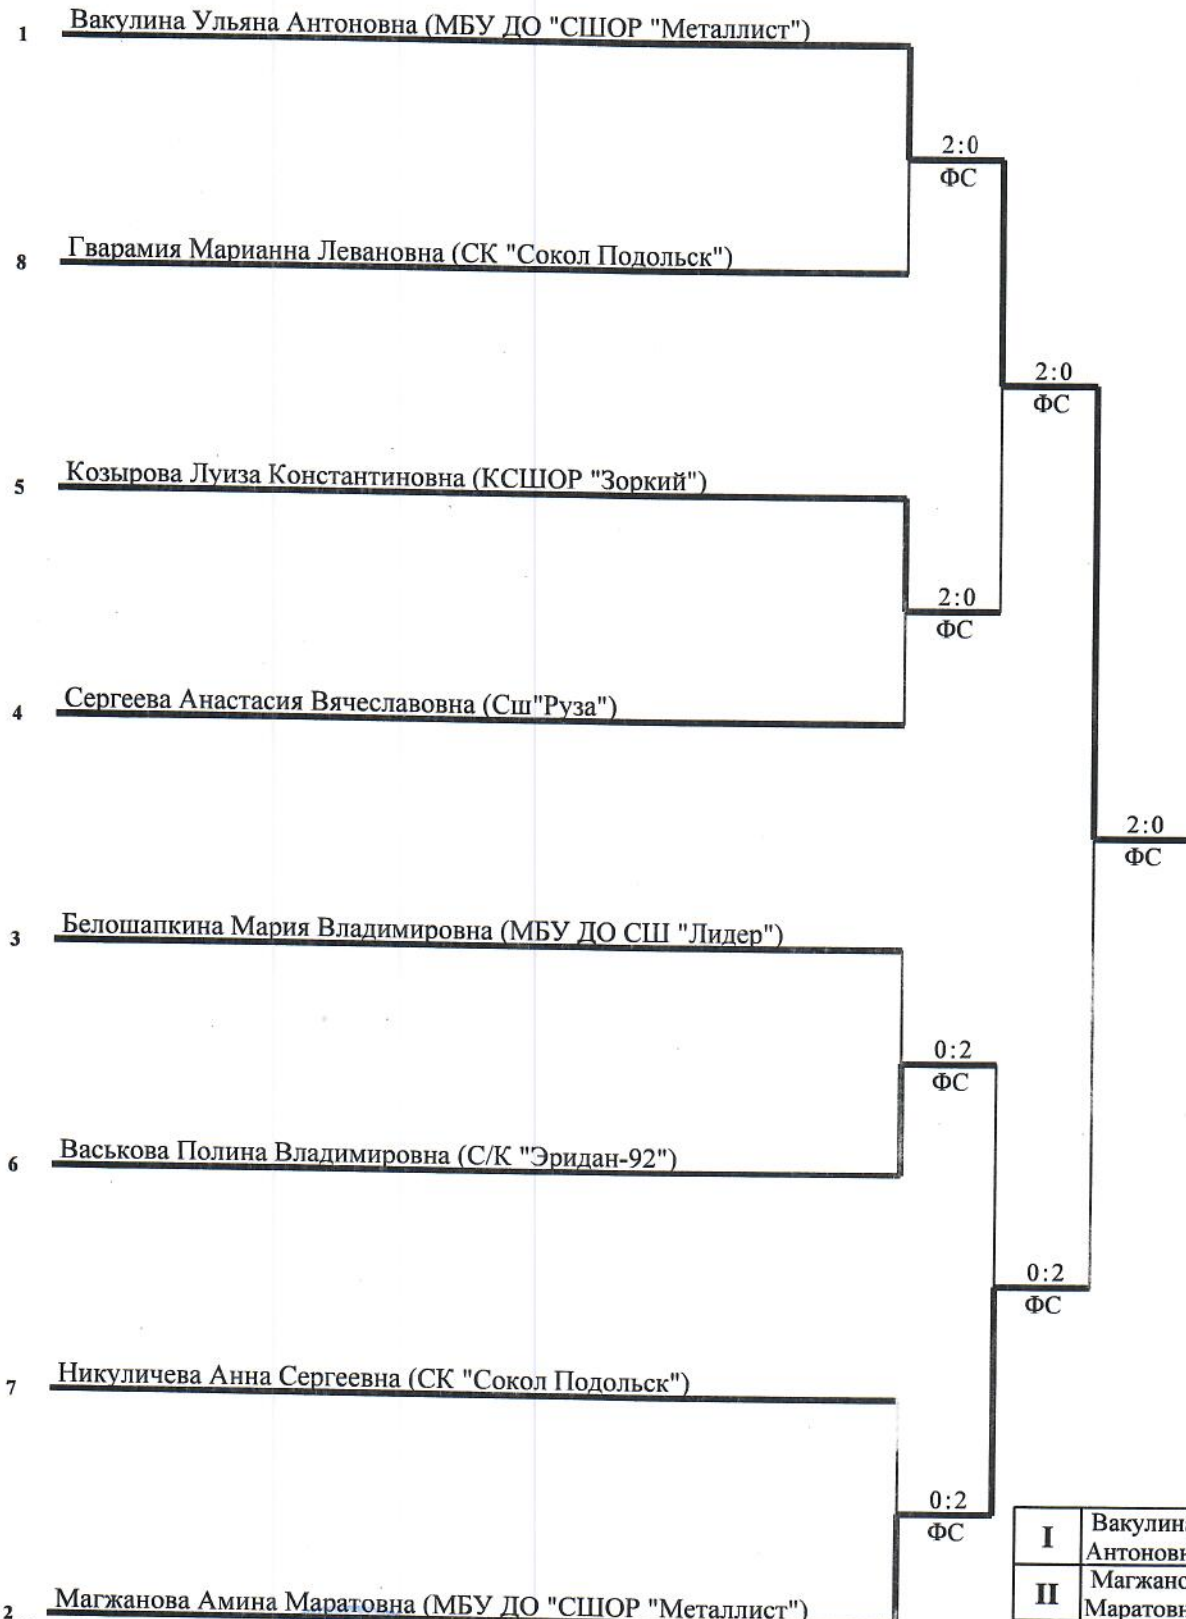 1 Вакулина Ульяна Антоновна (МБУ ДО "СШОР "Металлист")
2:0
ФС
8 Гварамия Марианна Левановна (СК "Сокол Подольск")
2:0
ФС
5 Козырова Луиза Константиновна (КСШОР "Зоркий")
2:0
ФС
4 Сергеева Анастасия Вячеславовна (Сш"Руза")
2:0
ФС
3 Белошапкина Мария Владимировна (МБУ ДО СШ "Лидер")
0:2
ФС
6 Васькова Полина Владимировна (С/К "Эридан-92")
0:2
ФС
7 Никуличева Анна Сергеевна (СК "Сокол Подольск")
0:2
ФС
I Вакулина
Антоновн
II Магжано
Маратовн
2 Магжанова Амина Маратовна (МБУ ДО "СШОР "Металлист")